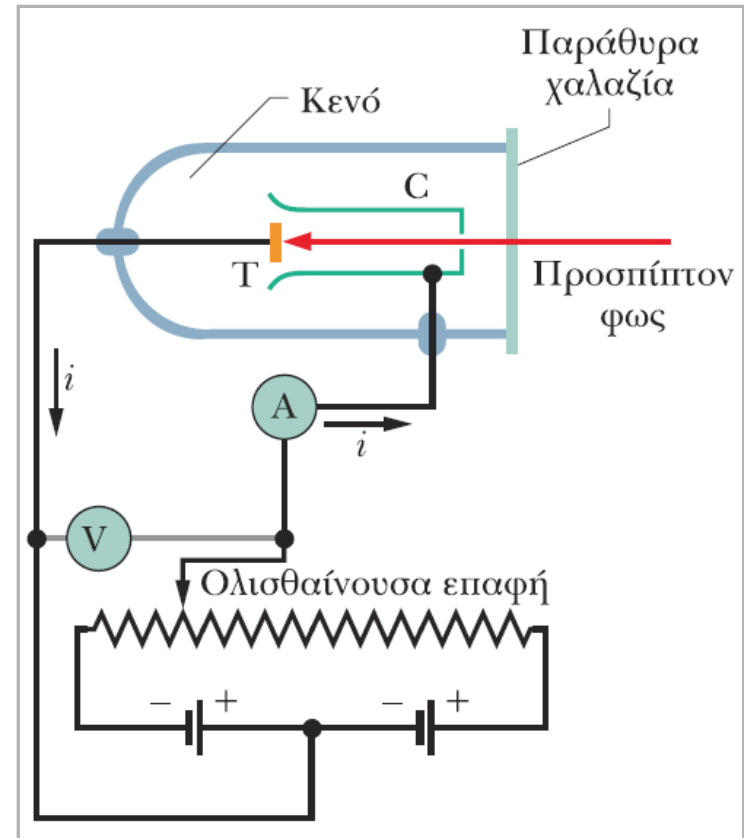 Παράθυρα
χαλαζία
Κενό
C
T
Προσπίπτον
φως
i
A
i
V
Ολισθαίνουσα επαφή
− + − +